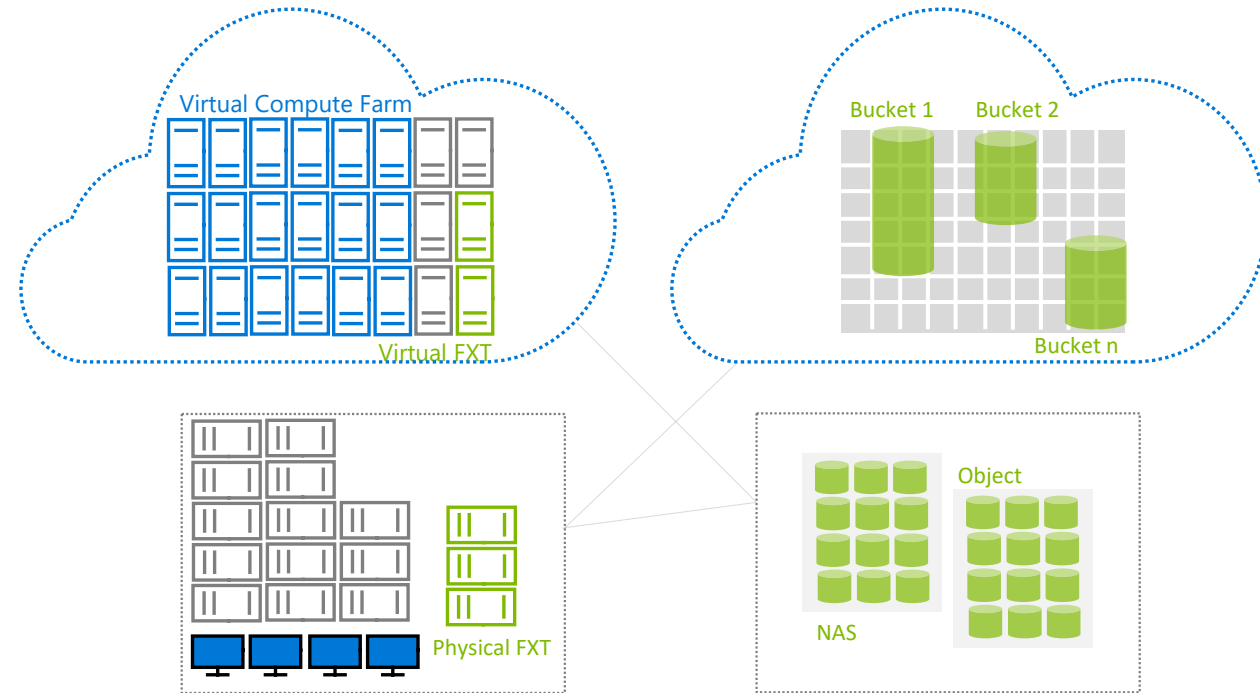 Virtual Compute Farm
Virtual FXT
Bucket 1
Bucket 2
Bucket n
Physical FXT
NAS
Object